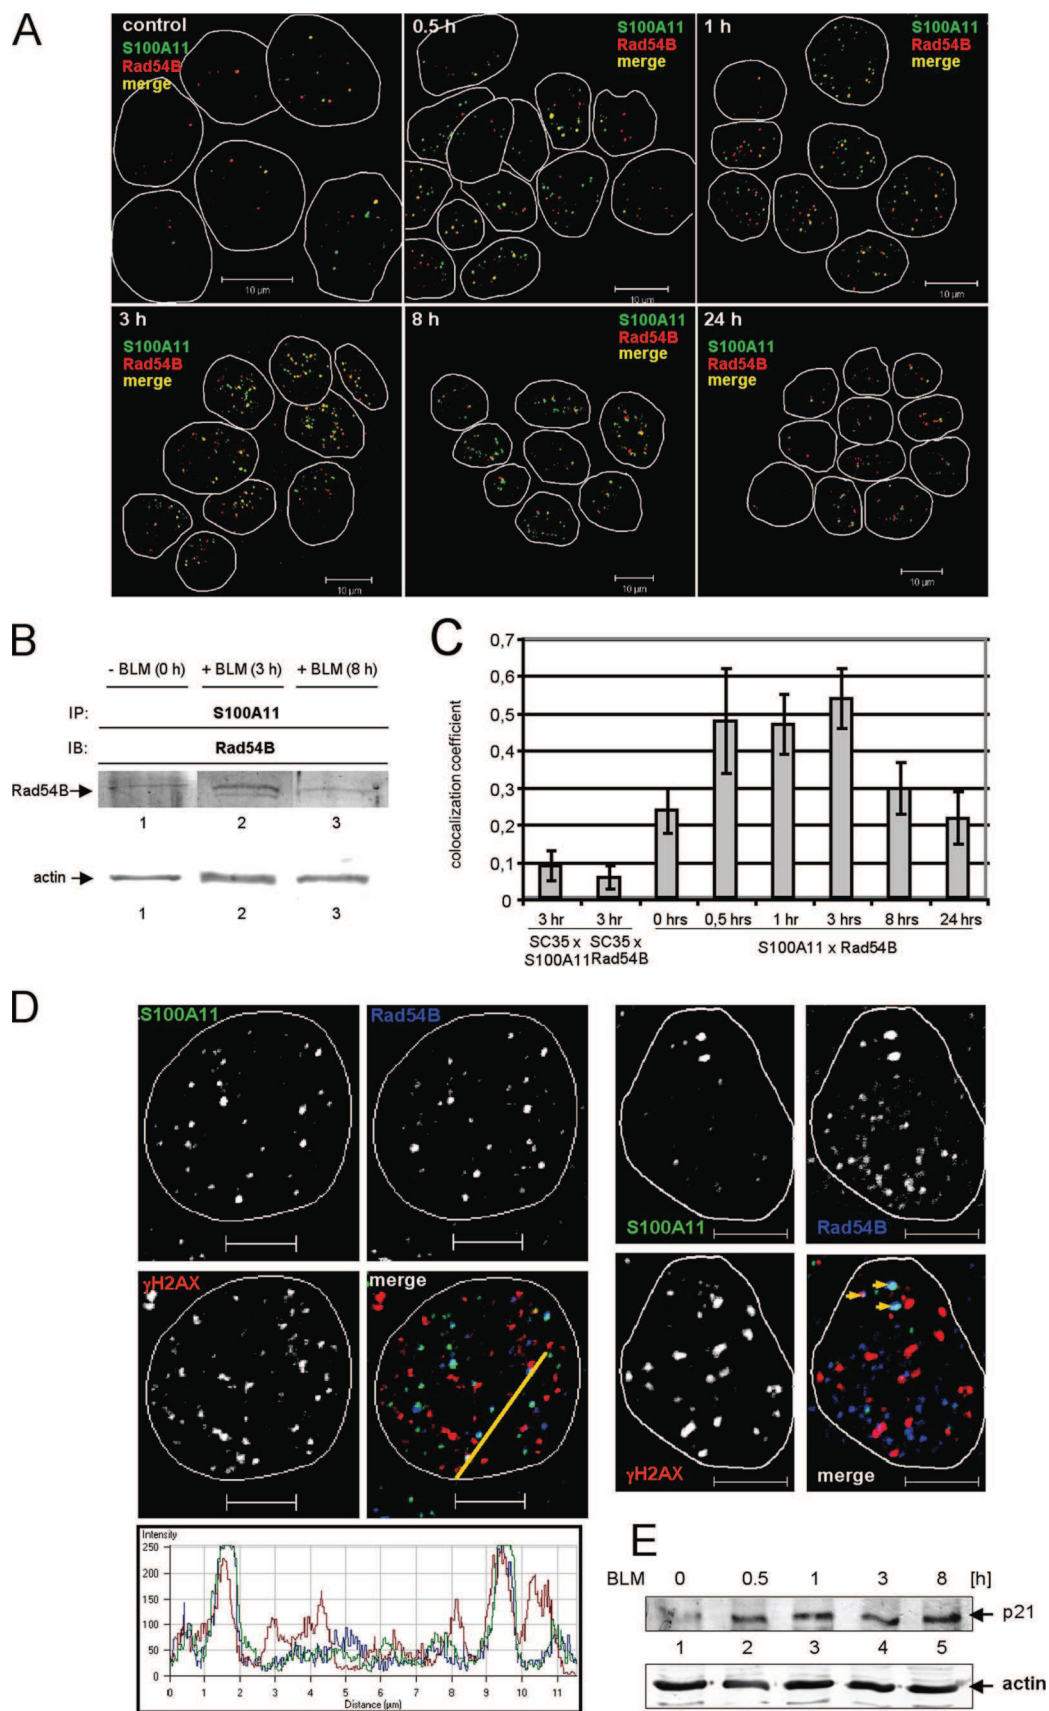 A
control
S100A11
Rad54B
merge
10 µm
0.5 h
S100A11
Rad54B
merge
10 µm
1 h
S100A11
Rad54B
merge
10 µm
3 h
S100A11
Rad54B
merge
10 µm
8 h
S100A11
Rad54B
merge
10 µm
24 h
S100A11
Rad54B
merge
10 µm
B
- BLM (0 h) + BLM (3 h) + BLM (8 h)
IP: S100A11
IB: Rad54B
Rad54B
1 2 3
actin
1 2 3
C
colocalization coefficient
0,7
0,6
0,5
0,4
0,3
0,2
0,1
0
3 hr 3 hr 0 hrs 0,5 hrs 1 hr 3 hrs 8 hrs 24 hrs
SC35 x S100A11
SC35 x Rad54B
S100A11 x Rad54B
D
S100A11
Rad54B
γH2AX
merge
S100A11
Rad54B
γH2AX
merge
Intensity
250
200
150
100
50
0
0 1 2 3 4 5 6 7 8 9 10 11
Distance (µm)
E
BLM 0 0.5 1 3 8 [h]
p21
1 2 3 4 5
actin